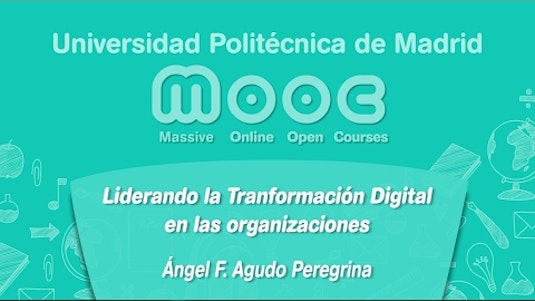 Universidad Politécnica de Madrid
mooc
Massive Online Open Courses
Liderando la Tranformación Digital
en las organizaciones
Ángel F. Agudo Peregrina